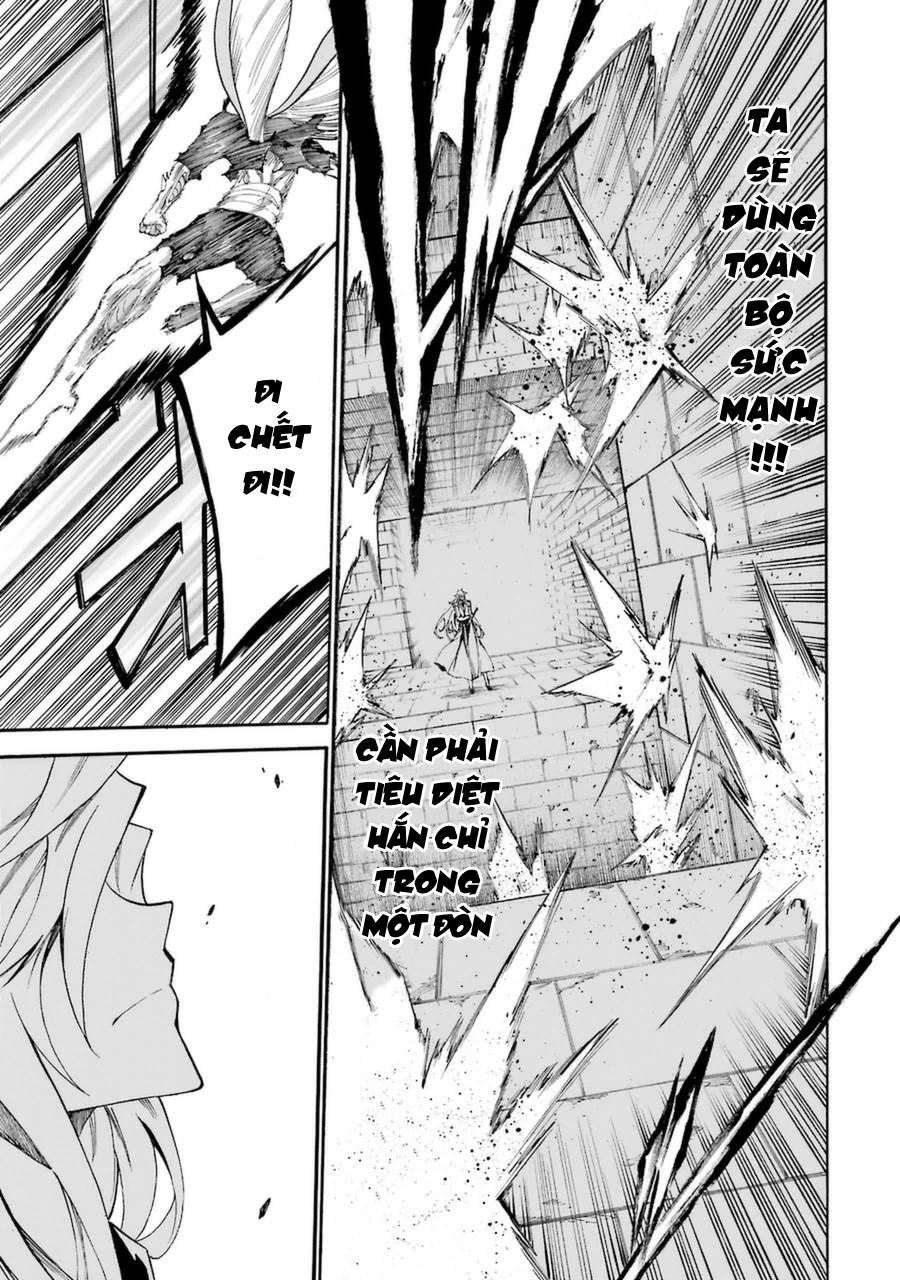 TA
SẼ
DÙNG
TOÀN
BỘ
SỨC
MẠNH
!!!
CẦN PHẢI
TIÊU DIỆT
HẮN CHỈ
TRONG
MỘT ĐÒN
ĐI
CHẾT
ĐI!!